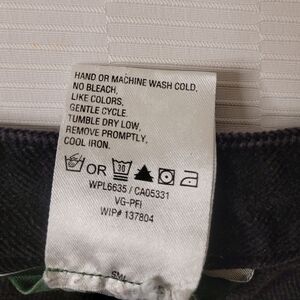 HAND OR MACHINE WASH COLD,
NO BLEACH,
LIKE COLORS,
GENTLE CYCLE.
TUMBLE DRY LOW,
REMOVE PROMPTLY,
COOL IRON.
OR 30
WPL6635 / CA05331
VG-PFI
WIP# 137804